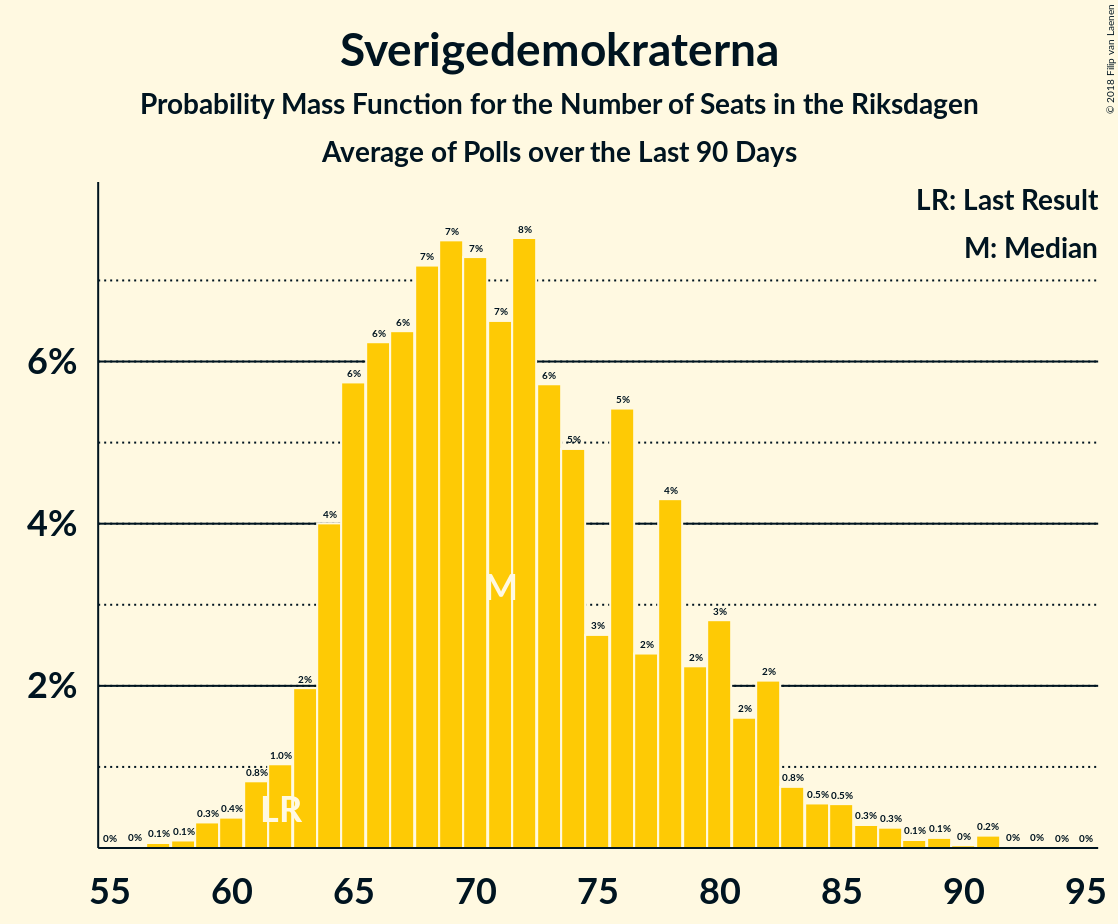 Sverigedemokraterna
Probability Mass Function for the Number of Seats in the Riksdagen
Average of Polls over the Last 90 Days
© 2018 Filip van Laenen
LR: Last Result
M: Median
6%
4%
2%
0% 0% 0.1% 0.1% 0.3% 0.4% 0.8% 1.0% 2% 4% 6% 6% 6% 7% 7% 7% 7% 8% 6% 5% 3% 5% 2% 4% 2% 3% 2% 2% 0.8% 0.5% 0.5% 0.3% 0.3% 0.1% 0.1% 0% 0.2% 0% 0% 0% 0%
M
LR
55 60 65 70 75 80 85 90 95